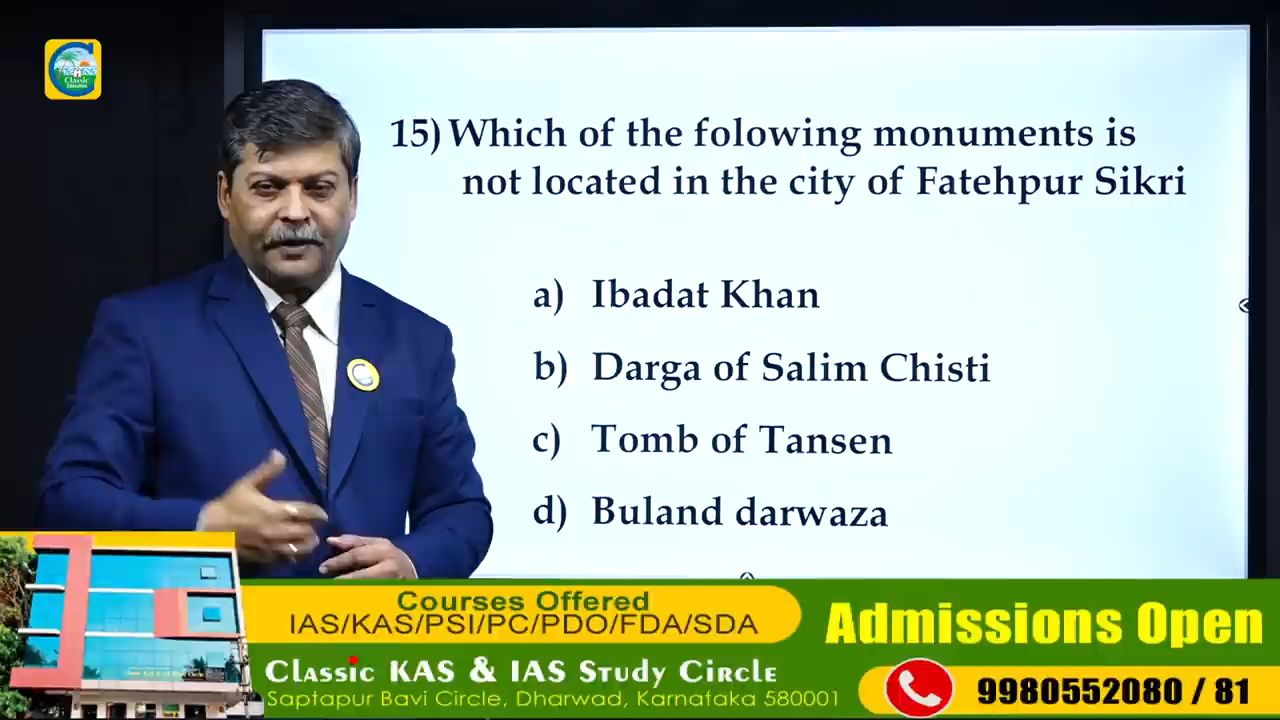 Classic
Education
15) Which of the folowing monuments is
not located in the city of Fatehpur Sikri
a) Ibadat Khan
b) Darga of Salim Chisti
c) Tomb of Tansen
d) Buland darwaza
Courses Offered
IAS/KAS/PSI/PC/PDO/FDA/SDA
Admissions Open
Classic KAS & IAS Study Circle
Saptapur Bavi Circle, Dharwad, Karnataka 580001
9980552080 / 81